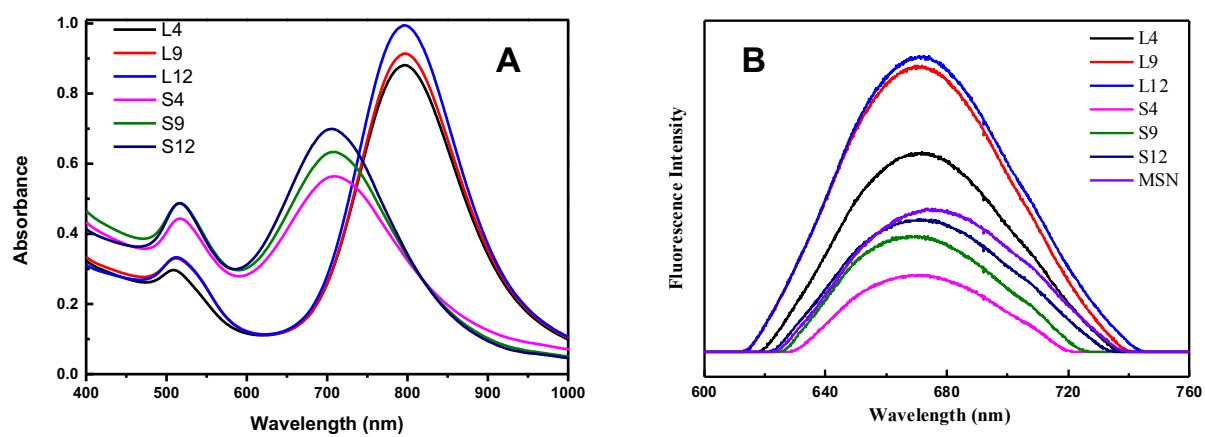 A
L4
L9
L12
S4
S9
S12
Absorbance
1.0
0.8
0.6
0.4
0.2
0.0
400 500 600 700 800 900 1000
Wavelength (nm)
B
L4
L9
L12
S4
S9
S12
MSN
Fluorescence Intensity
600 640 680 720 760
Wavelength (nm)